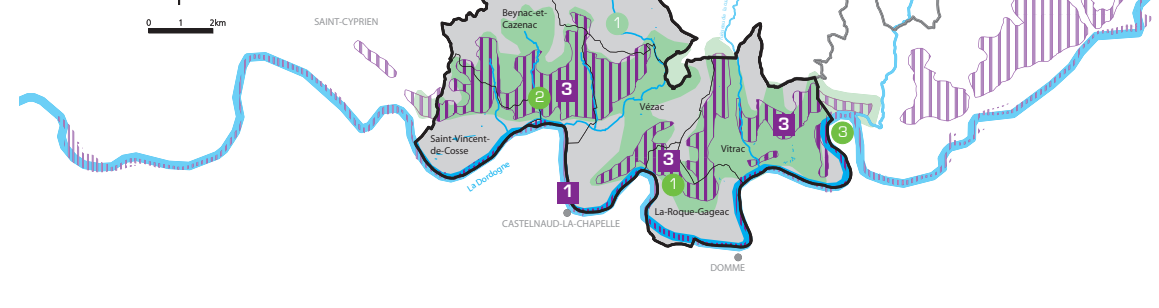 Beynac-et-
Cazenac
1
SAINT-CYPRIEN
0 1 2km
2
3
Vézac
3
3
Saint-Vincent-
de-Cosse
Vitrac
3
La Dordogne
1
1
La-Roque-Gageac
CASTELNAUD-LA-CHAPELLE
DOMME